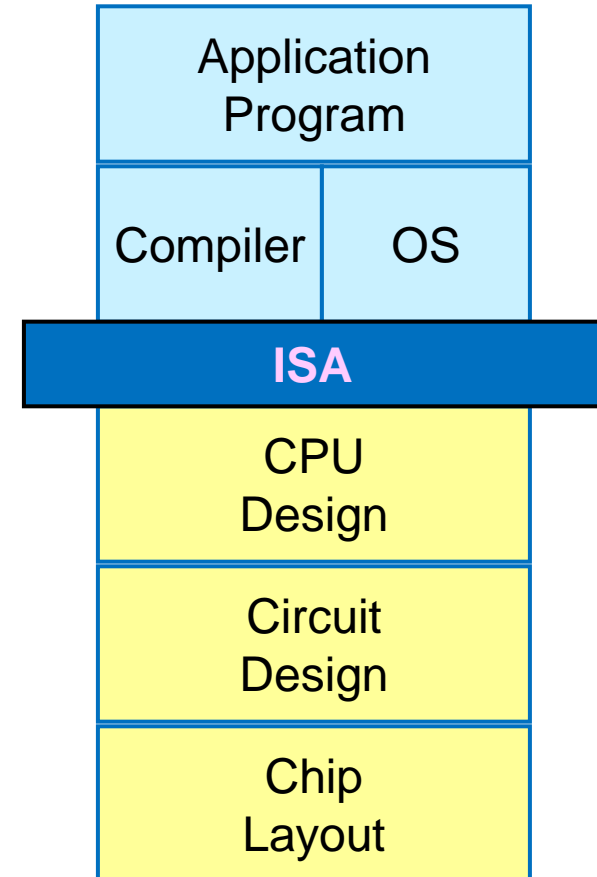 Application
Program
Compiler OS
ISA
CPU
Design
Circuit
Design
Chip
Layout